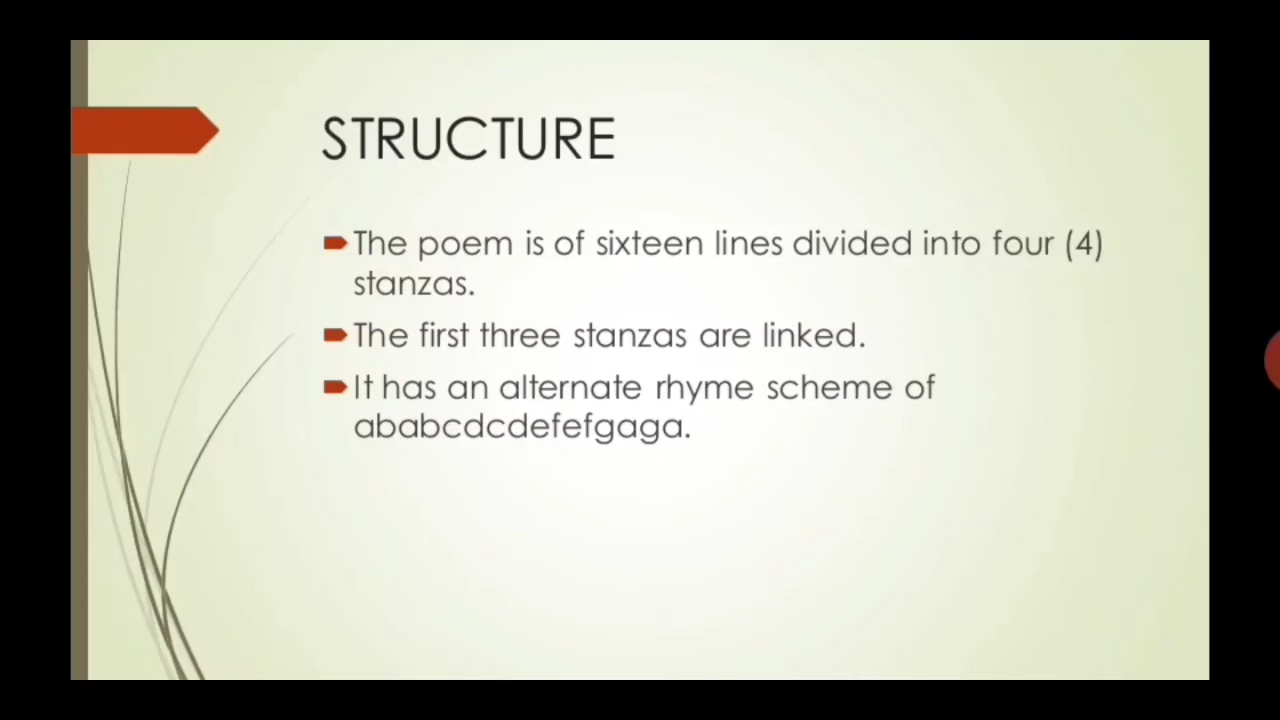 STRUCTURE
The poem is of sixteen lines divided into four (4)
stanzas.
The first three stanzas are linked.
It has an alternate rhyme scheme of
ababcdcdefefgaga.